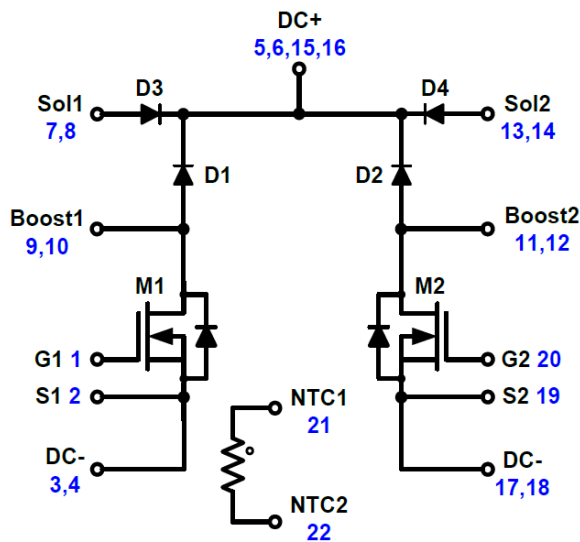 DC+
5,6,15,16
D3
D4
Sol1
7,8
Sol2
13,14
D1
D2
Boost1
9,10
Boost2
11,12
M1
M2
G1 1
G2 20
S1 2
S2 19
NTC1
21
DC-
3,4
DC-
17,18
NTC2
22